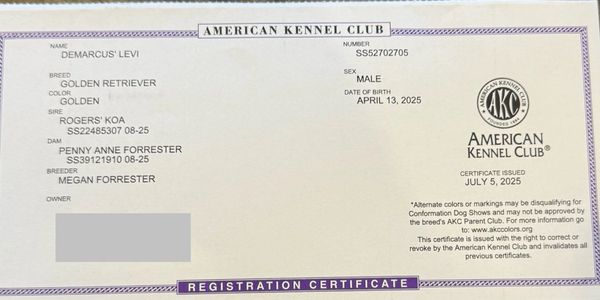 AMERICAN KENNEL CLUB
NAME
DEMARCUS' LEVI
NUMBER
SS52702705
BREED
GOLDEN RETRIEVER
COLOR
GOLDEN
SEX
MALE
DATE OF BIRTH
APRIL 13, 2025
SIRE
ROGERS' KOA
SS22485307 08-25
DAM
PENNY ANNE FORRESTER
SS39121910 08-25
BREEDER
MEGAN FORRESTER
OWNER
AMERICAN KENNEL CLUB
AKC
FOUNDED 1884
AMERICAN
KENNEL CLUB®
CERTIFICATE ISSUED
JULY 5, 2025
*Alternate colors or markings may be disqualifying for
Conformation Dog Shows and may not be approved by
the breed's AKC Parent Club. For more information go
to: www.akccolors.org
This certificate is issued with the right to correct or
revoke by the American Kennel Club and invalidates all
previous certificates.
REGISTRATION CERTIFICATE